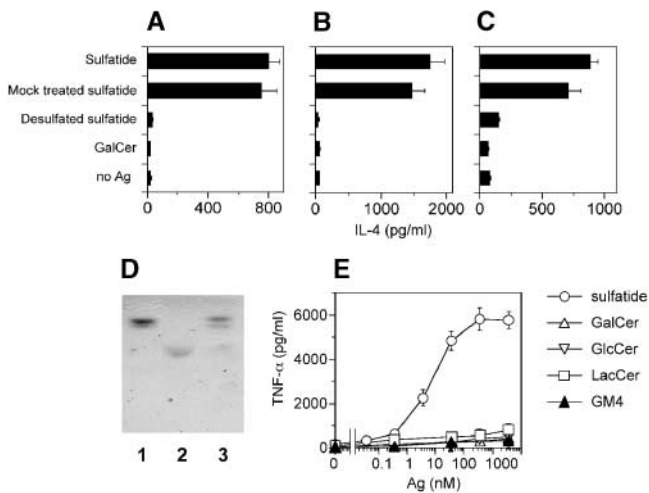 A B C
Sulfatide
Mock treated sulfatide
Desulfated sulfatide
GalCer
no Ag
0 400 800 0 1000 2000 0 500 1000
IL-4 (pg/ml)
D E
6000
4000
2000
0
TNF-α (pg/ml)
0 0.1 1 10 100 1000
Ag (nM)
sulfatide
GalCer
GlcCer
LacCer
GM4
1 2 3